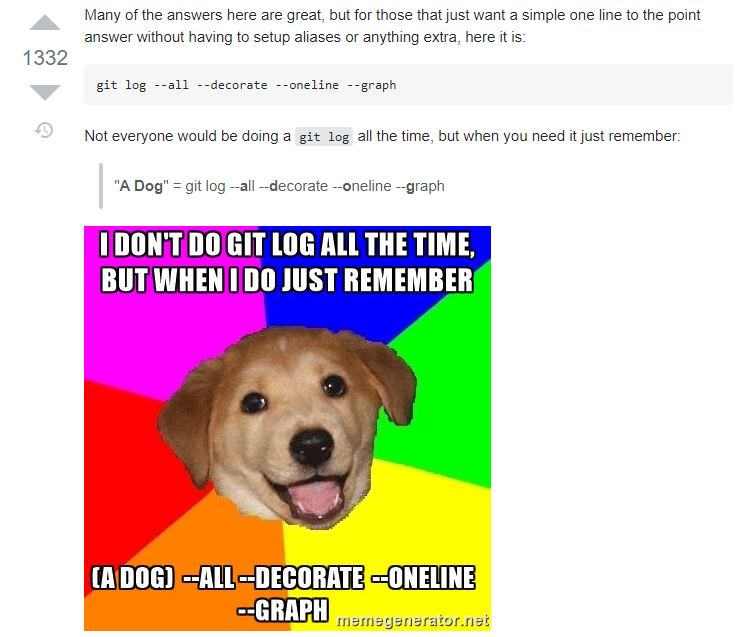 Many of the answers here are great, but for those that just want a simple one line to the point
answer without having to setup aliases or anything extra, here it is:
1332
git log --all --decorate --oneline --graph
Not everyone would be doing a git log all the time, but when you need it just remember:
"A Dog" = git log --all --decorate --oneline --graph
I DON'T DO GIT LOG ALL THE TIME,
BUT WHEN I DO JUST REMEMBER
(A DOG) --ALL --DECORATE --ONELINE
--GRAPH
memegenerator.net